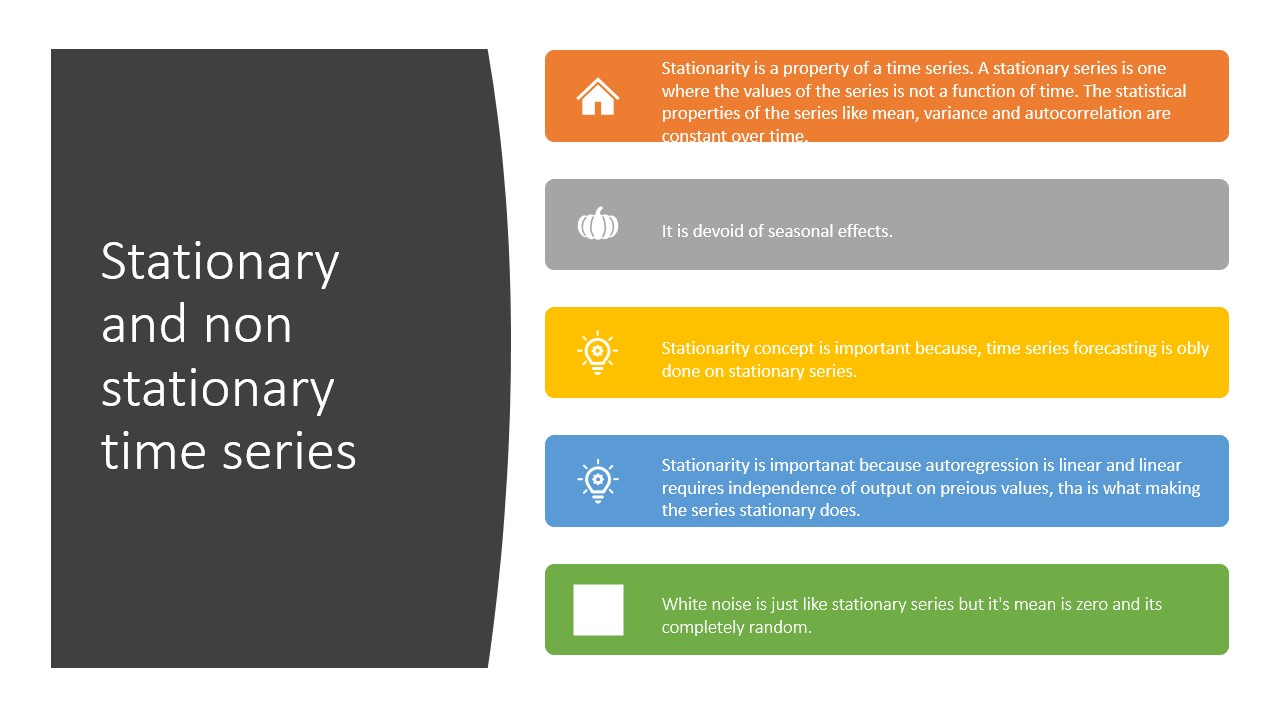 Stationary
and non
stationary
time series
Stationarity is a property of a time series. A stationary series is one
where the values of the series is not a function of time. The statistical
properties of the series like mean, variance and autocorrelation are
constant over time.
It is devoid of seasonal effects.
Stationarity concept is important because, time series forecasting is obly
done on stationary series.
Stationarity is importanat because autoregression is linear and linear
requires independence of output on preious values, tha is what making
the series stationary does.
White noise is just like stationary series but it's mean is zero and its
completely random.